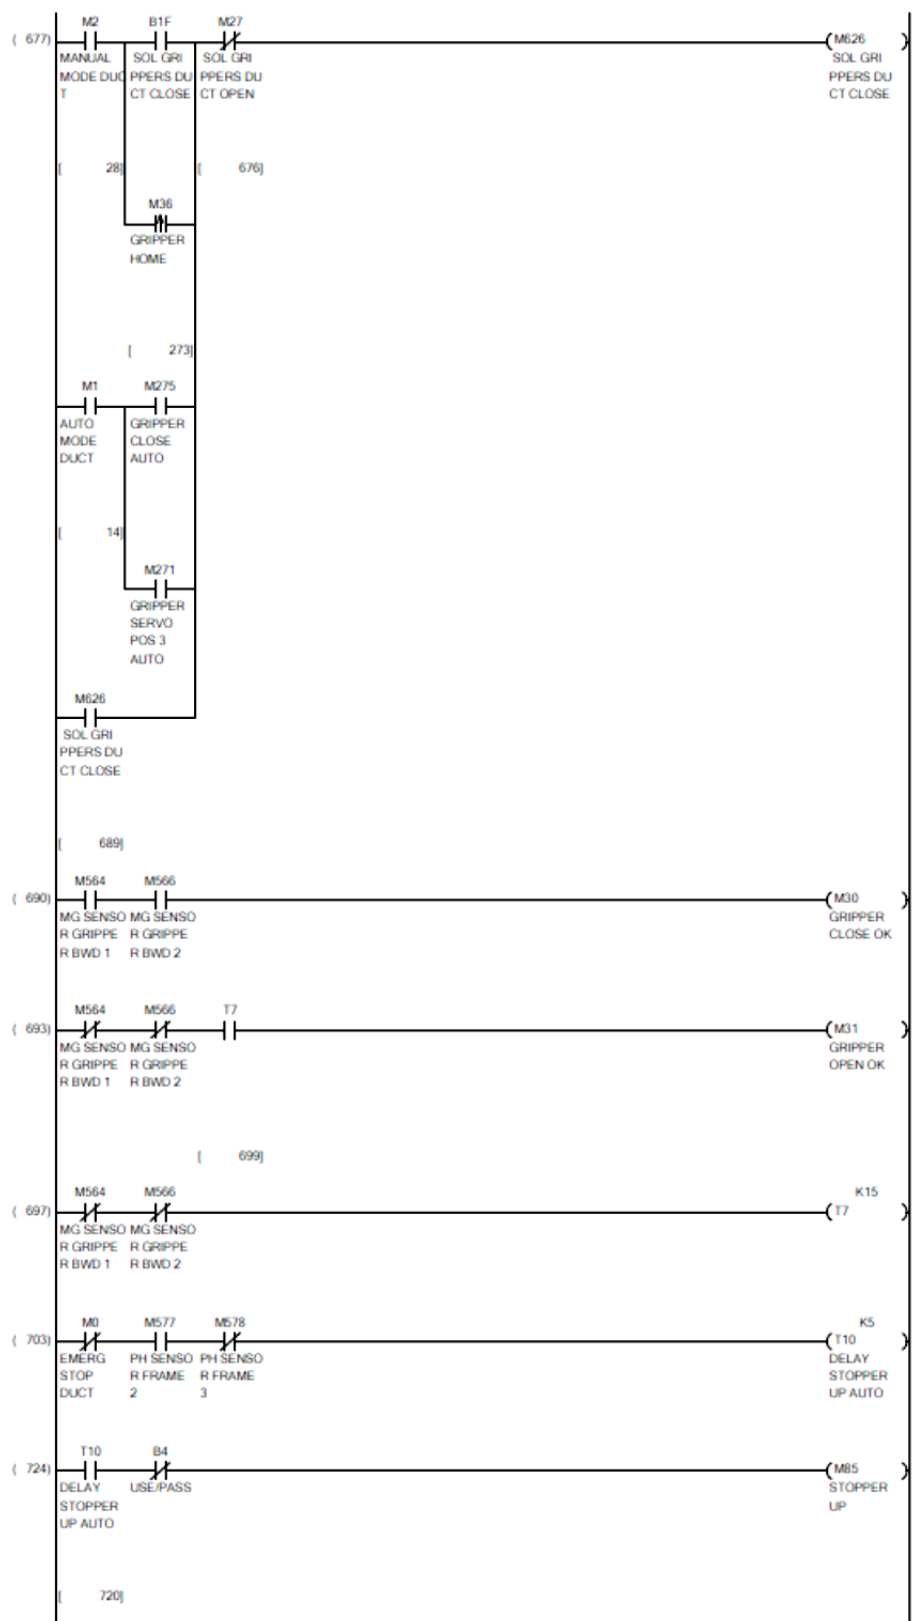 M2 B1F M27
( 677) (M626 )
MANUAL SOL GRI SOL GRI SOL GRI
MODE DUC PPERS DU PPERS DU PPERS DU
T CT CLOSE CT OPEN CT CLOSE
[ 28] [ 676]
M36
GRIPPER
HOME
[ 273]
M1 M275
AUTO GRIPPER
MODE CLOSE
DUCT AUTO
[ 14]
M271
GRIPPER
SERVO
POS 3
AUTO
M626
SOL GRI
PPERS DU
CT CLOSE
[ 689]
M564 M566
( 690) (M30 )
MG SENSO MG SENSO GRIPPER
R GRIPPE R GRIPPE CLOSE OK
R BWD 1 R BWD 2
M564 M566 T7
( 693) (M31 )
MG SENSO MG SENSO GRIPPER
R GRIPPE R GRIPPE OPEN OK
R BWD 1 R BWD 2
[ 699]
M564 M566 K15
( 697) (T7 )
MG SENSO MG SENSO
R GRIPPE R GRIPPE
R BWD 1 R BWD 2
M0 M577 M578 K5
( 703) (T10 )
EMERG PH SENSO PH SENSO DELAY
STOP R FRAME R FRAME STOPPER
DUCT 2 3 UP AUTO
T10 B4
( 724) (M85 )
DELAY USE/PASS STOPPER
STOPPER UP
UP AUTO
[ 720]